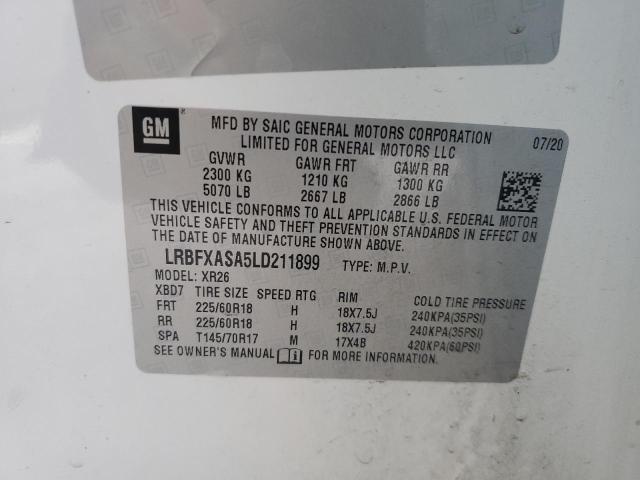 GM ®
MFD BY SAIC GENERAL MOTORS CORPORATION 07/20
LIMITED FOR GENERAL MOTORS LLC
GVWR GAWR FRT GAWR RR
2300 KG 1210 KG 1300 KG
5070 LB 2667 LB 2866 LB
THIS VEHICLE CONFORMS TO ALL APPLICABLE U.S. FEDERAL MOTOR
VEHICLE SAFETY AND THEFT PREVENTION STANDARDS IN EFFECT ON
THE DATE OF MANUFACTURE SHOWN ABOVE.
LRBFXASA5LD211899 TYPE: M.P.V.
MODEL: XR26
XBD7 TIRE SIZE SPEED RTG RIM COLD TIRE PRESSURE
FRT 225/60R18 H 18X7.5J 240KPA(35PSI)
RR 225/60R18 H 18X7.5J 240KPA(35PSI)
SPA T145/70R17 M 17X4B 420KPA(60PSI)
SEE OWNER'S MANUAL FOR MORE INFORMATION.